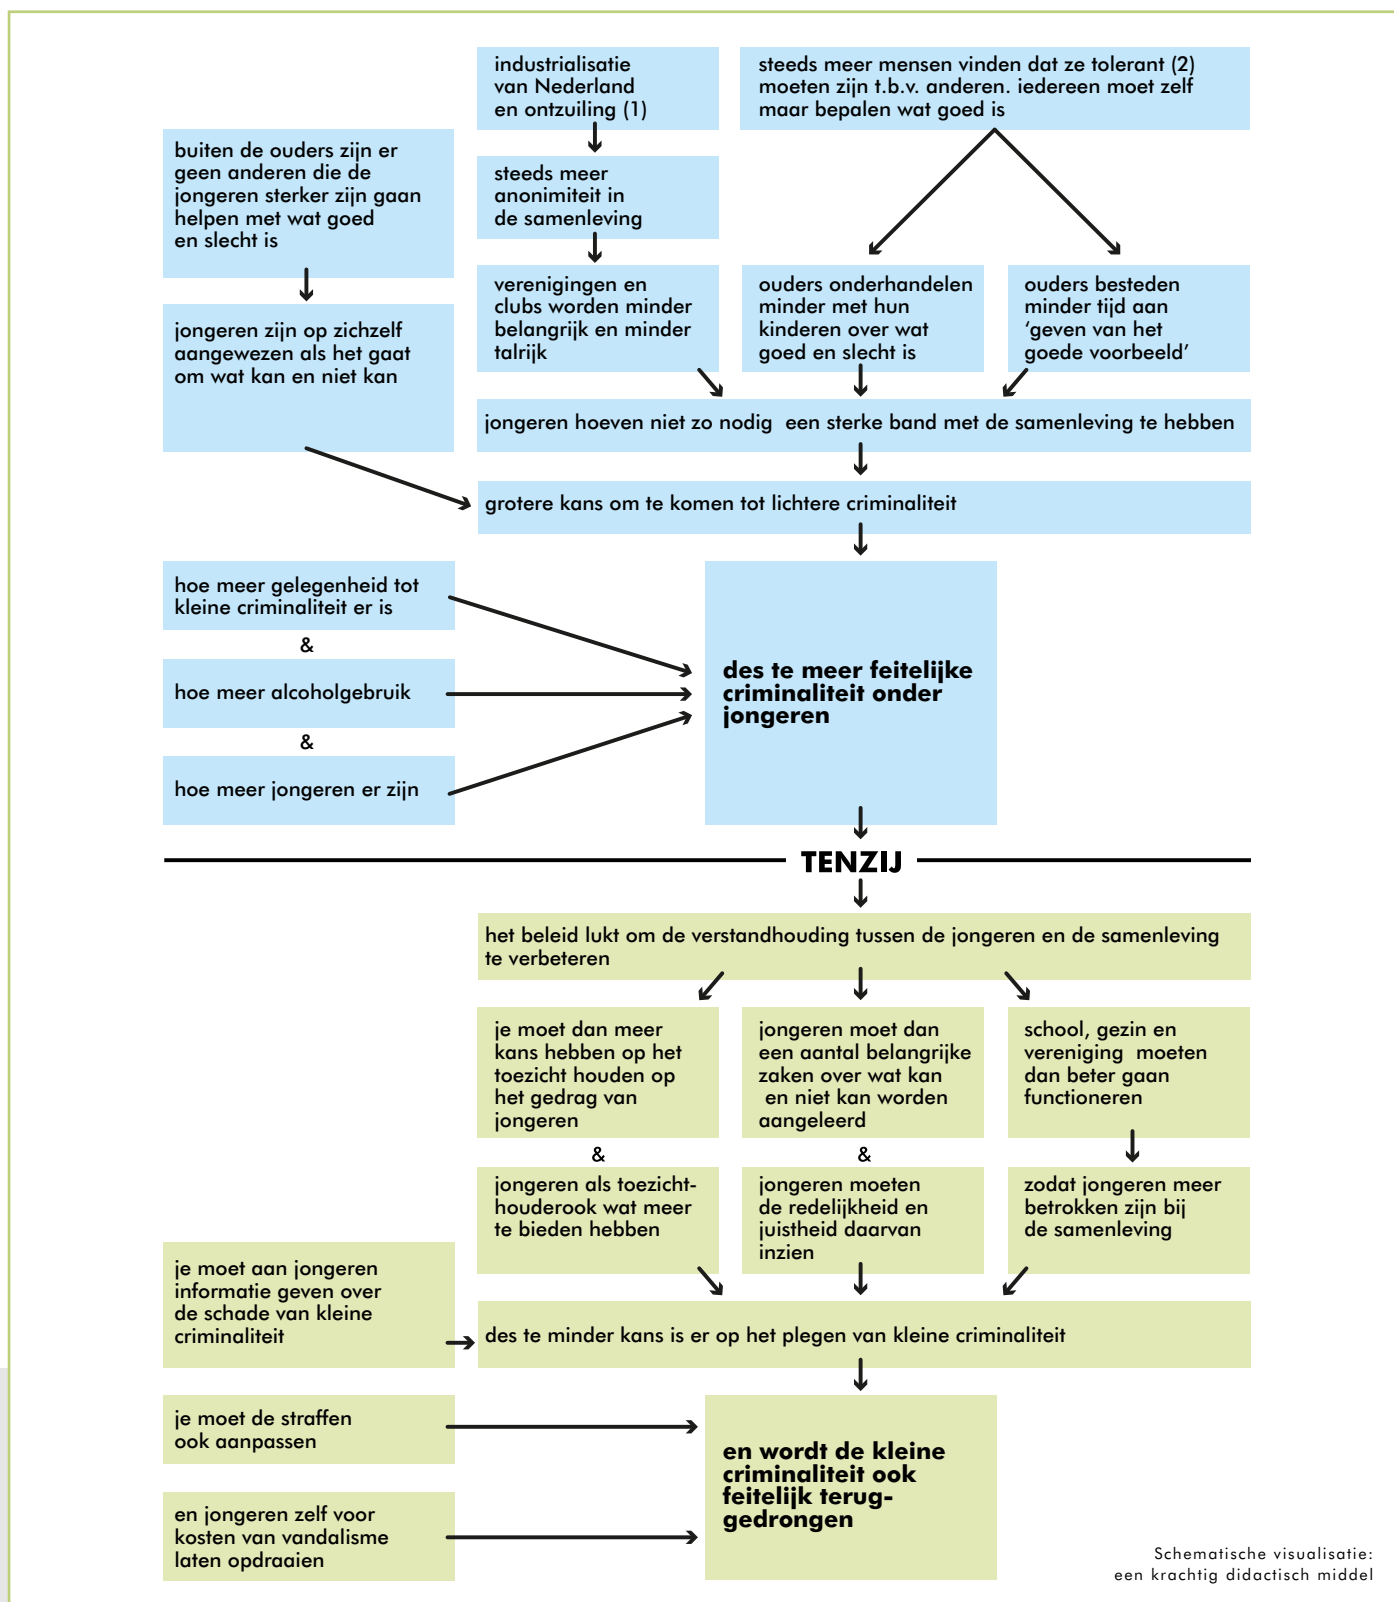 industrialisatie
van Nederland
en ontzuiling (1)
steeds meer mensen vinden dat ze tolerant (2)
moeten zijn t.b.v. anderen. iedereen moet zelf
maar bepalen wat goed is
buiten de ouders zijn er
geen anderen die de
jongeren sterker zijn gaan
helpen met wat goed
en slecht is
steeds meer
anonimiteit in
de samenleving
verenigingen en
clubs worden minder
belangrijk en minder
talrijk
ouders onderhandelen
minder met hun
kinderen over wat
goed en slecht is
ouders besteden
minder tijd aan
‘geven van het
goede voorbeeld’
jongeren zijn op zichzelf
aangewezen als het gaat
om wat kan en niet kan
jongeren hoeven niet zo nodig  een sterke band met de samenleving te hebben
grotere kans om te komen tot lichtere criminaliteit
hoe meer gelegenheid tot
kleine criminaliteit er is
&
hoe meer alcoholgebruik
&
hoe meer jongeren er zijn
des te meer feitelijke
criminaliteit onder
jongeren
TENZIJ
het beleid lukt om de verstandhouding tussen de jongeren en de samenleving
te verbeteren
je moet dan meer
kans hebben op het
toezicht houden op
het gedrag van
jongeren
&
jongeren als toezicht-
houderook wat meer
te bieden hebben
jongeren moet dan
een aantal belangrijke
zaken over wat kan
en niet kan worden
aangeleerd
&
jongeren moeten
de redelijkheid en
juistheid daarvan
inzien
school, gezin en
vereniging  moeten
dan beter gaan
functioneren
zodat jongeren meer
betrokken zijn bij
de samenleving
je moet aan jongeren
informatie geven over
de schade van kleine
criminaliteit
des te minder kans is er op het plegen van kleine criminaliteit
je moet de straffen
ook aanpassen
en jongeren zelf voor
kosten van vandalisme
laten opdraaien
en wordt de kleine
criminaliteit ook
feitelijk terug-
gedrongen
Schematische visualisatie:
een krachtig didactisch middel